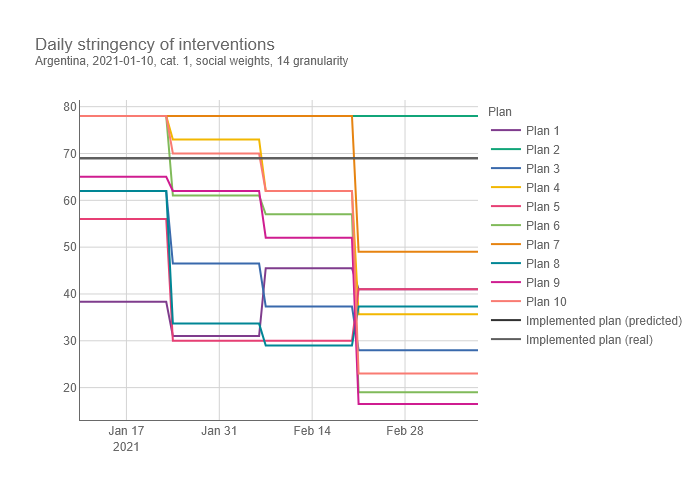 Daily stringency of interventions
Argentina, 2021-01-10, cat. 1, social weights, 14 granularity
80
70
60
50
40
30
20
Jan 17
2021
Jan 31
Feb 14
Feb 28
Plan
Plan 1
Plan 2
Plan 3
Plan 4
Plan 5
Plan 6
Plan 7
Plan 8
Plan 9
Plan 10
Implemented plan (predicted)
Implemented plan (real)